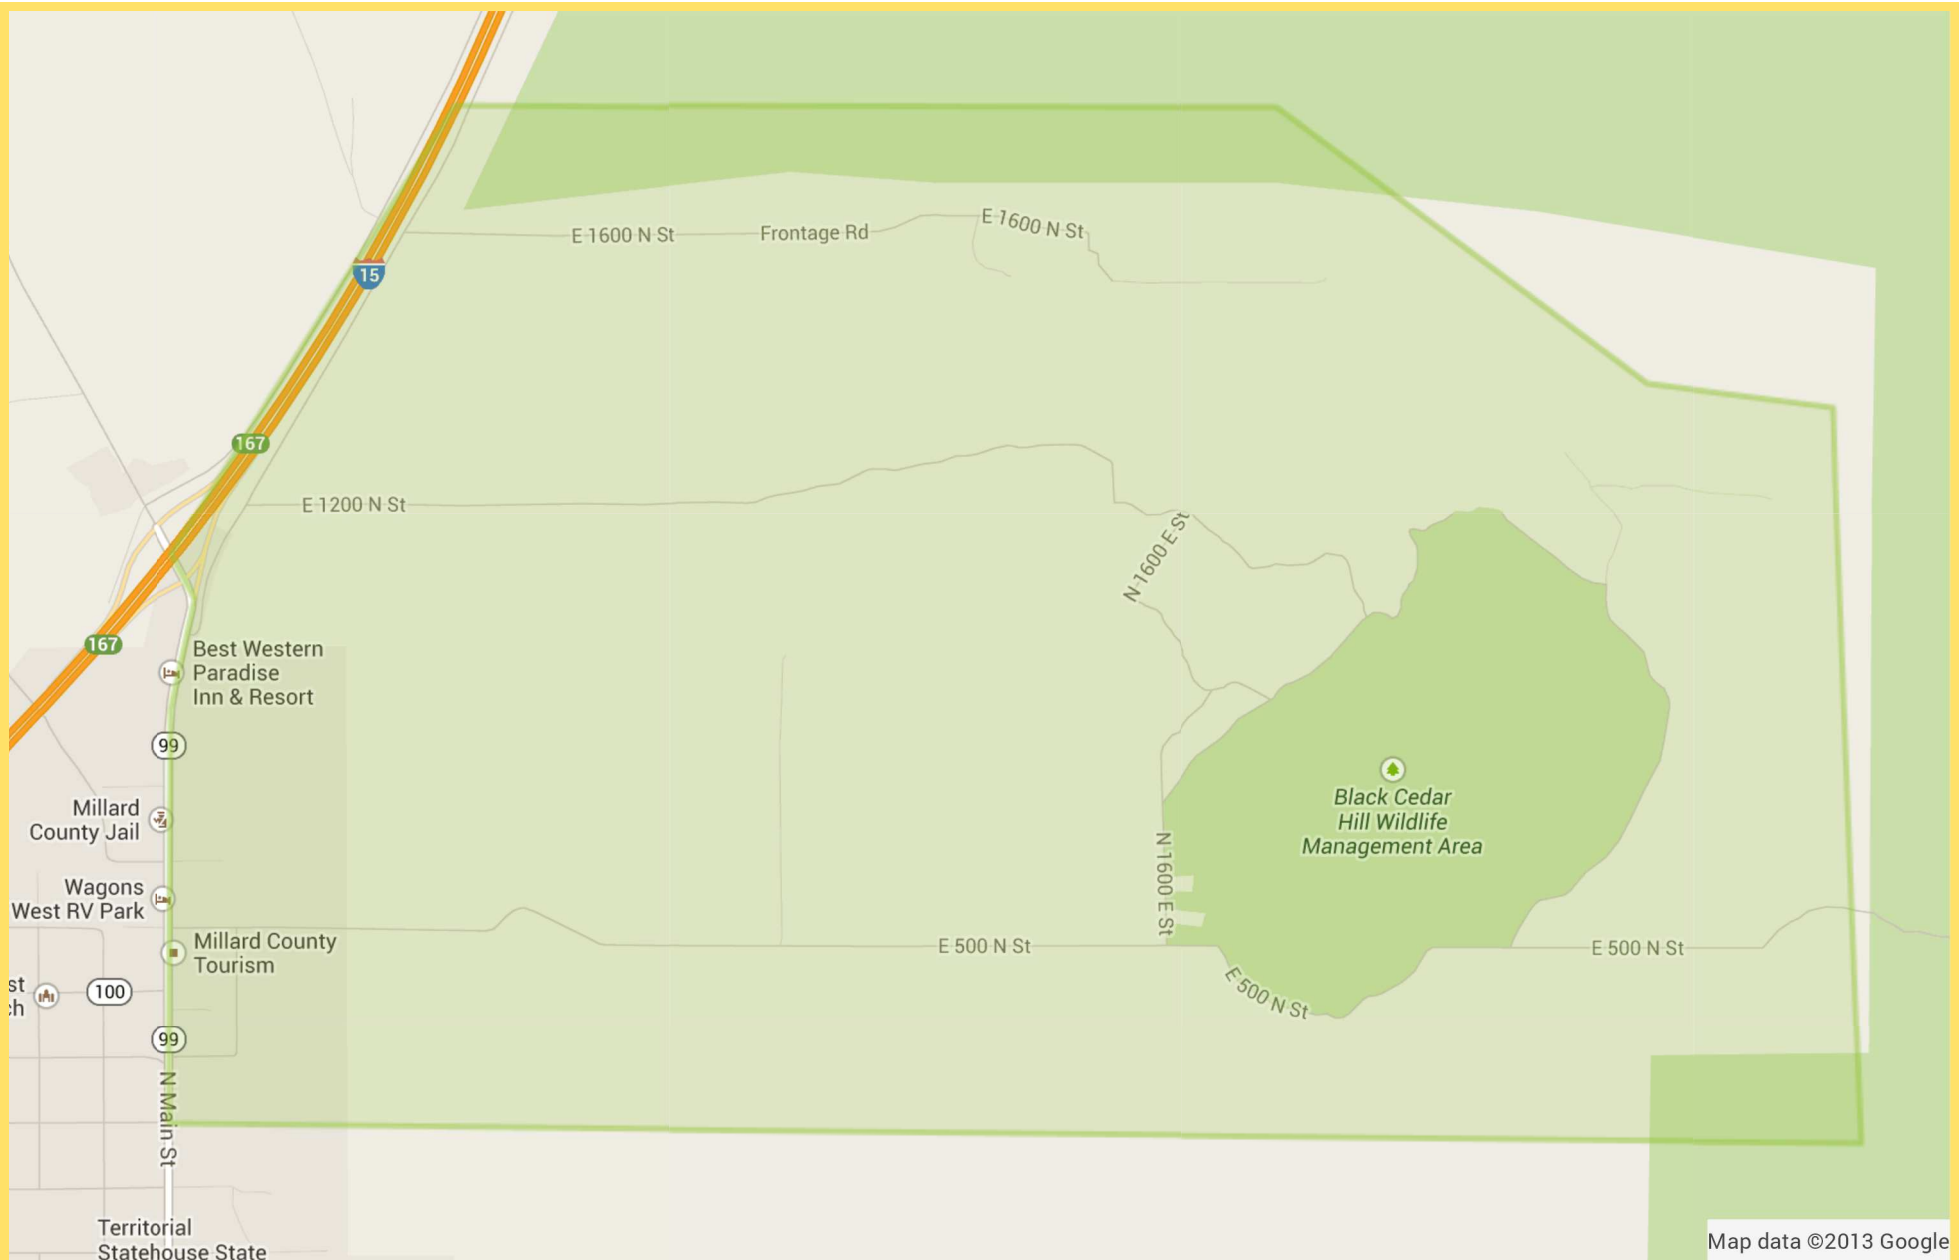 E 1600 N St
Frontage Rd
E 1600 N St
15
167
E 1200 N St
N 1600 E St
167
Best Western
Paradise
Inn & Resort
99
Millard
County Jail
Black Cedar
Hill Wildlife
Management Area
N 1600 E St
Wagons
West RV Park
Millard County
Tourism
E 500 N St
E 500 N St
E 500 N St
st
ch
100
99
N Main St
Territorial
Statehouse State
Map data ©2013 Google